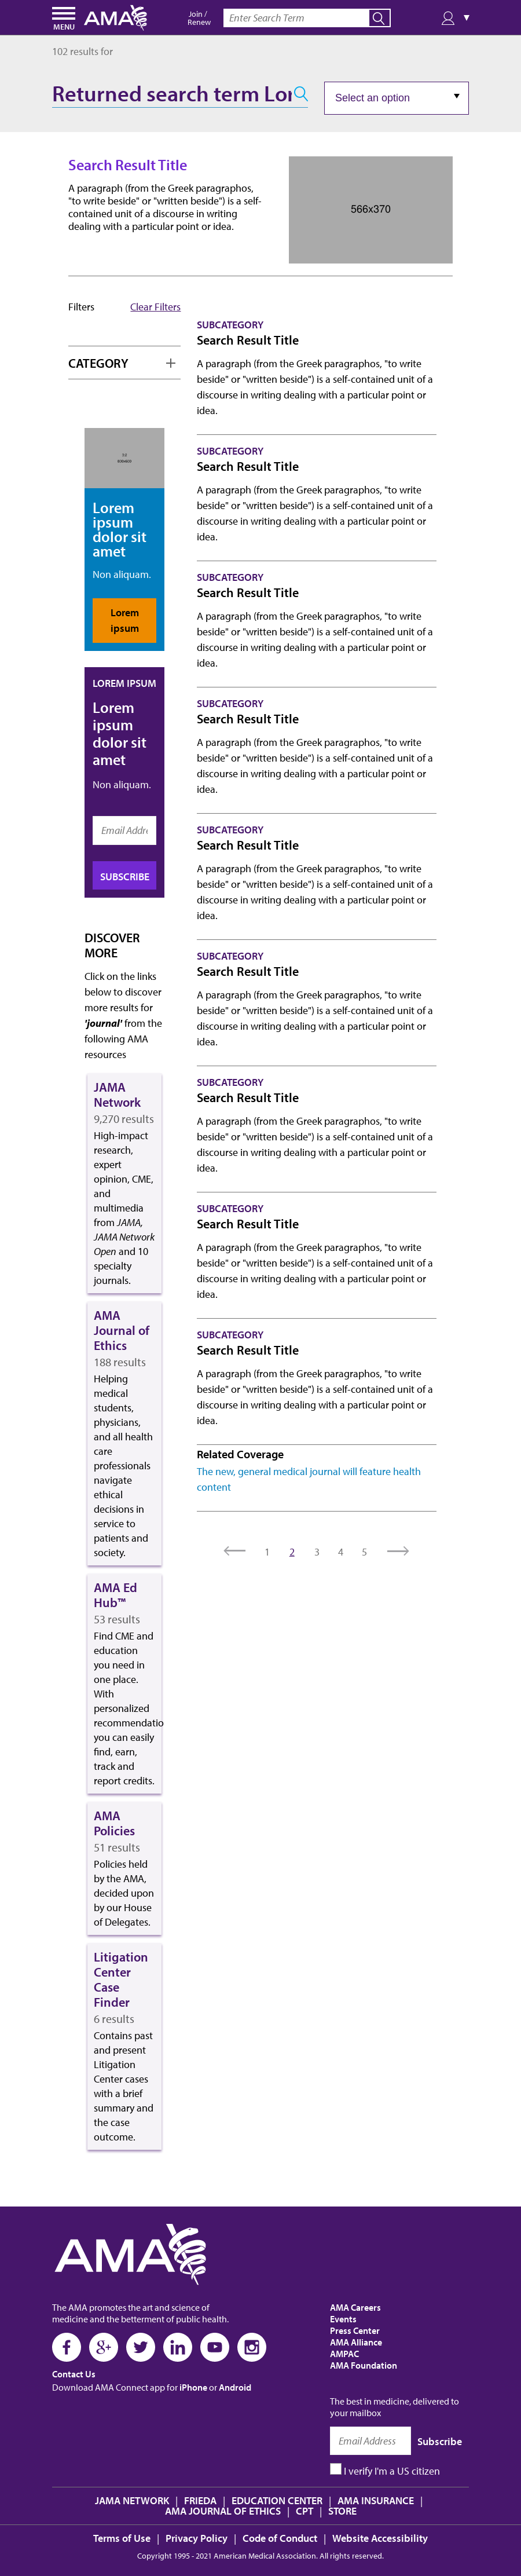 MENU
AMA
Join /
Renew
Enter Search Term
102 results for
Returned search term Lor
Select an option
Search Result Title
A paragraph (from the Greek paragraphos,
"to write beside" or "written beside") is a self-
contained unit of a discourse in writing
dealing with a particular point or idea.
566x370
Filters
Clear Filters
CATEGORY
Lorem
ipsum
dolor sit
amet
Non aliquam.
Lorem
ipsum
LOREM IPSUM
Lorem
ipsum
dolor sit
amet
Non aliquam.
Email Addre
SUBSCRIBE
DISCOVER
MORE
Click on the links
below to discover
more results for
'journal' from the
following AMA
resources
JAMA
Network
9,270 results
High-impact
research,
expert
opinion, CME,
and
multimedia
from JAMA,
JAMA Network
Open and 10
specialty
journals.
AMA
Journal of
Ethics
188 results
Helping
medical
students,
physicians,
and all health
care
professionals
navigate
ethical
decisions in
service to
patients and
society.
AMA Ed
Hub™
53 results
Find CME and
education
you need in
one place.
With
personalized
recommendatio
you can easily
find, earn,
track and
report credits.
AMA
Policies
51 results
Policies held
by the AMA,
decided upon
by our House
of Delegates.
Litigation
Center
Case
Finder
6 results
Contains past
and present
Litigation
Center cases
with a brief
summary and
the case
outcome.
SUBCATEGORY
Search Result Title
A paragraph (from the Greek paragraphos, "to write
beside" or "written beside") is a self-contained unit of a
discourse in writing dealing with a particular point or
idea.
SUBCATEGORY
Search Result Title
A paragraph (from the Greek paragraphos, "to write
beside" or "written beside") is a self-contained unit of a
discourse in writing dealing with a particular point or
idea.
SUBCATEGORY
Search Result Title
A paragraph (from the Greek paragraphos, "to write
beside" or "written beside") is a self-contained unit of a
discourse in writing dealing with a particular point or
idea.
SUBCATEGORY
Search Result Title
A paragraph (from the Greek paragraphos, "to write
beside" or "written beside") is a self-contained unit of a
discourse in writing dealing with a particular point or
idea.
SUBCATEGORY
Search Result Title
A paragraph (from the Greek paragraphos, "to write
beside" or "written beside") is a self-contained unit of a
discourse in writing dealing with a particular point or
idea.
SUBCATEGORY
Search Result Title
A paragraph (from the Greek paragraphos, "to write
beside" or "written beside") is a self-contained unit of a
discourse in writing dealing with a particular point or
idea.
SUBCATEGORY
Search Result Title
A paragraph (from the Greek paragraphos, "to write
beside" or "written beside") is a self-contained unit of a
discourse in writing dealing with a particular point or
idea.
SUBCATEGORY
Search Result Title
A paragraph (from the Greek paragraphos, "to write
beside" or "written beside") is a self-contained unit of a
discourse in writing dealing with a particular point or
idea.
SUBCATEGORY
Search Result Title
A paragraph (from the Greek paragraphos, "to write
beside" or "written beside") is a self-contained unit of a
discourse in writing dealing with a particular point or
idea.
Related Coverage
The new, general medical journal will feature health
content
1 2 3 4 5
AMA
The AMA promotes the art and science of
medicine and the betterment of public health.
Contact Us
Download AMA Connect app for iPhone or Android
AMA Careers
Events
Press Center
AMA Alliance
AMPAC
AMA Foundation
The best in medicine, delivered to
your mailbox
Email Address
Subscribe
I verify I'm a US citizen
JAMA NETWORK | FRIEDA | EDUCATION CENTER | AMA INSURANCE |
AMA JOURNAL OF ETHICS | CPT | STORE
Terms of Use | Privacy Policy | Code of Conduct | Website Accessibility
Copyright 1995 - 2021 American Medical Association. All rights reserved.